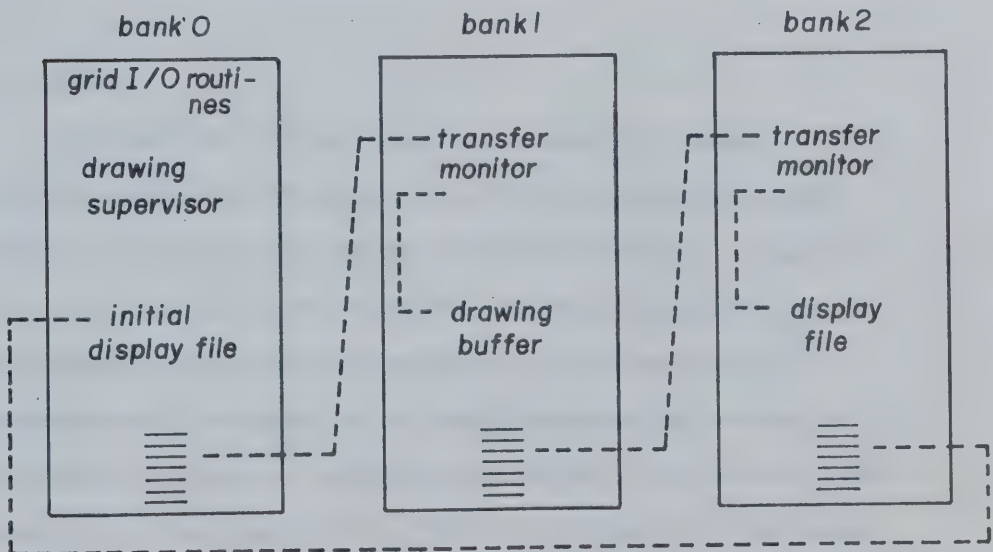 bank 0
grid I/O routi-
nes
drawing
supervisor
initial
display file
bank 1
transfer
monitor
drawing
buffer
bank 2
transfer
monitor
display
file